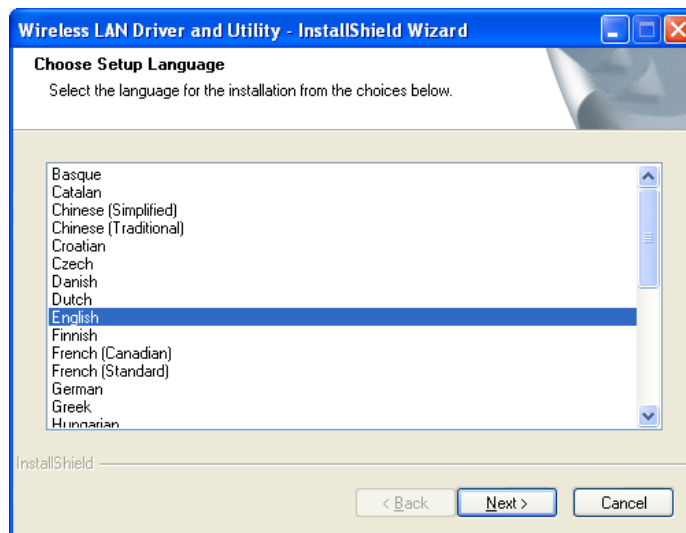 Wireless LAN Driver and Utility - InstallShield Wizard
Choose Setup Language
Select the language for the installation from the choices below.
Basque
Catalan
Chinese (Simplified)
Chinese (Traditional)
Croatian
Czech
Danish
Dutch
English
Finnish
French (Canadian)
French (Standard)
German
Greek
Hungarian
InstallShield
< Back Next > Cancel